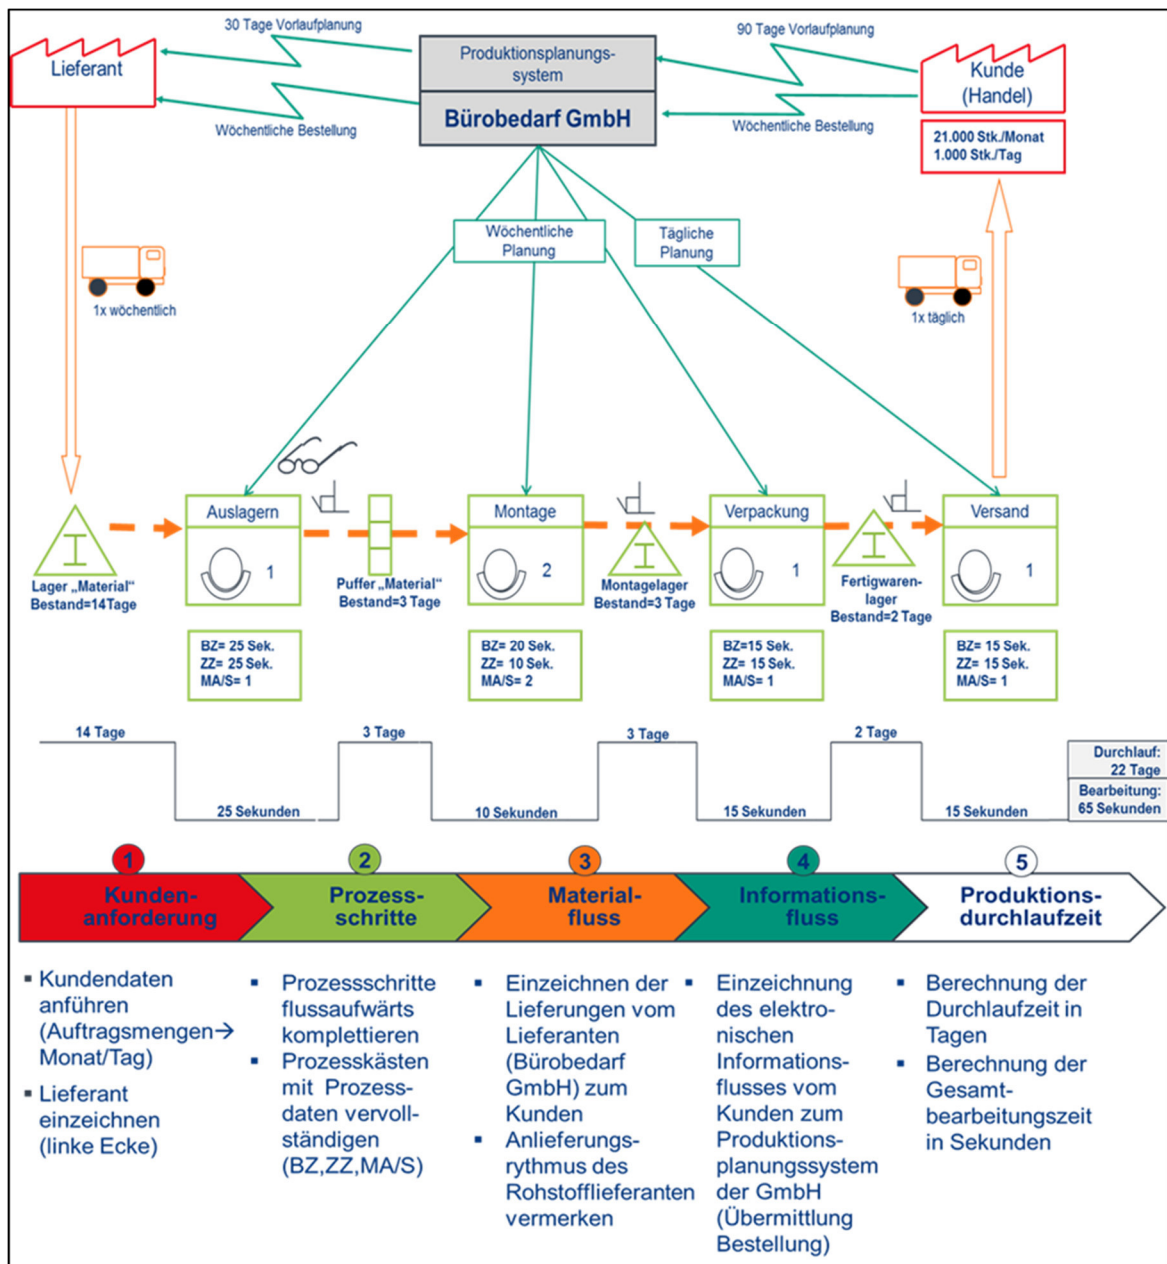 30 Tage Vorlaufplanung
90 Tage Vorlaufplanung
Lieferant
Produktionsplanungs-
system
Bürobedarf GmbH
Kunde
(Handel)
Wöchentliche Bestellung
Wöchentliche Bestellung
21.000 Stk./Monat
1.000 Stk./Tag
Wöchentliche
Planung
Tägliche
Planung
1x wöchentlich
1x täglich
Auslagern
Montage
Verpackung
Versand
1
2
1
1
Lager „Material“
Bestand=14Tage
Puffer „Material“
Bestand=3 Tage
Montagelager
Bestand=3 Tage
Fertigwaren-
lager
Bestand=2 Tage
BZ= 25 Sek.
ZZ= 25 Sek.
MA/S= 1
BZ= 20 Sek.
ZZ= 10 Sek.
MA/S= 2
BZ=15 Sek.
ZZ= 15 Sek.
MA/S= 1
BZ= 15 Sek.
ZZ= 15 Sek.
MA/S= 1
14 Tage
3 Tage
3 Tage
2 Tage
25 Sekunden
10 Sekunden
15 Sekunden
15 Sekunden
Durchlauf:
22 Tage
Bearbeitung:
65 Sekunden
1
Kunden-
anforderung
2
Prozess-
schritte
3
Material-
fluss
4
Informations-
fluss
5
Produktions-
durchlaufzeit
▪ Kundendaten
anführen
(Auftragsmengen→
Monat/Tag)
▪ Lieferant
einzeichnen
(linke Ecke)
▪ Prozessschritte
flussaufwärts
komplettieren
▪ Prozesskästen
mit Prozess-
daten vervoll-
ständigen
(BZ,ZZ,MA/S)
▪ Einzeichnen der
Lieferungen vom
Lieferanten
(Bürobedarf
GmbH) zum
Kunden
▪ Anlieferungs-
rythmus des
Rohstofflieferanten
vermerken
▪ Einzeichnung
des elektro-
nischen
Informations-
flusses vom
Kunden zum
Produktions-
planungssystem
der GmbH
(Übermittlung
Bestellung)
▪ Berechnung der
Durchlaufzeit in
Tagen
▪ Berechnung der
Gesamt-
bearbeitungszeit
in Sekunden